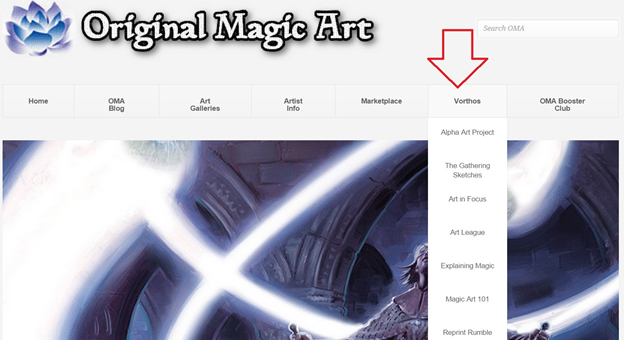 Original Magic Art
Search OMA
Home
OMA
Blog
Art
Galleries
Artist
Info
Marketplace
Vorthos
OMA Booster
Club
Alpha Art Project
The Gathering
Sketches
Art in Focus
Art League
Explaining Magic
Magic Art 101
Reprint Rumble